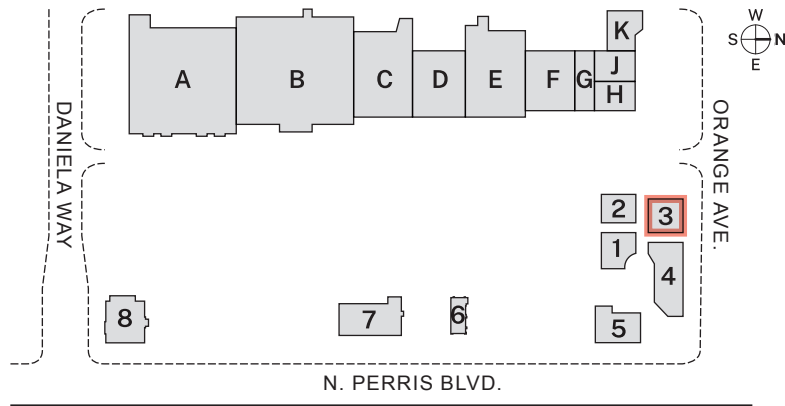 W
S N
E
K
A
B
C
D
E
F
G
J
H
DANIELA WAY
ORANGE AVE.
2
3
1
4
8
7
6
5
N. PERRIS BLVD.